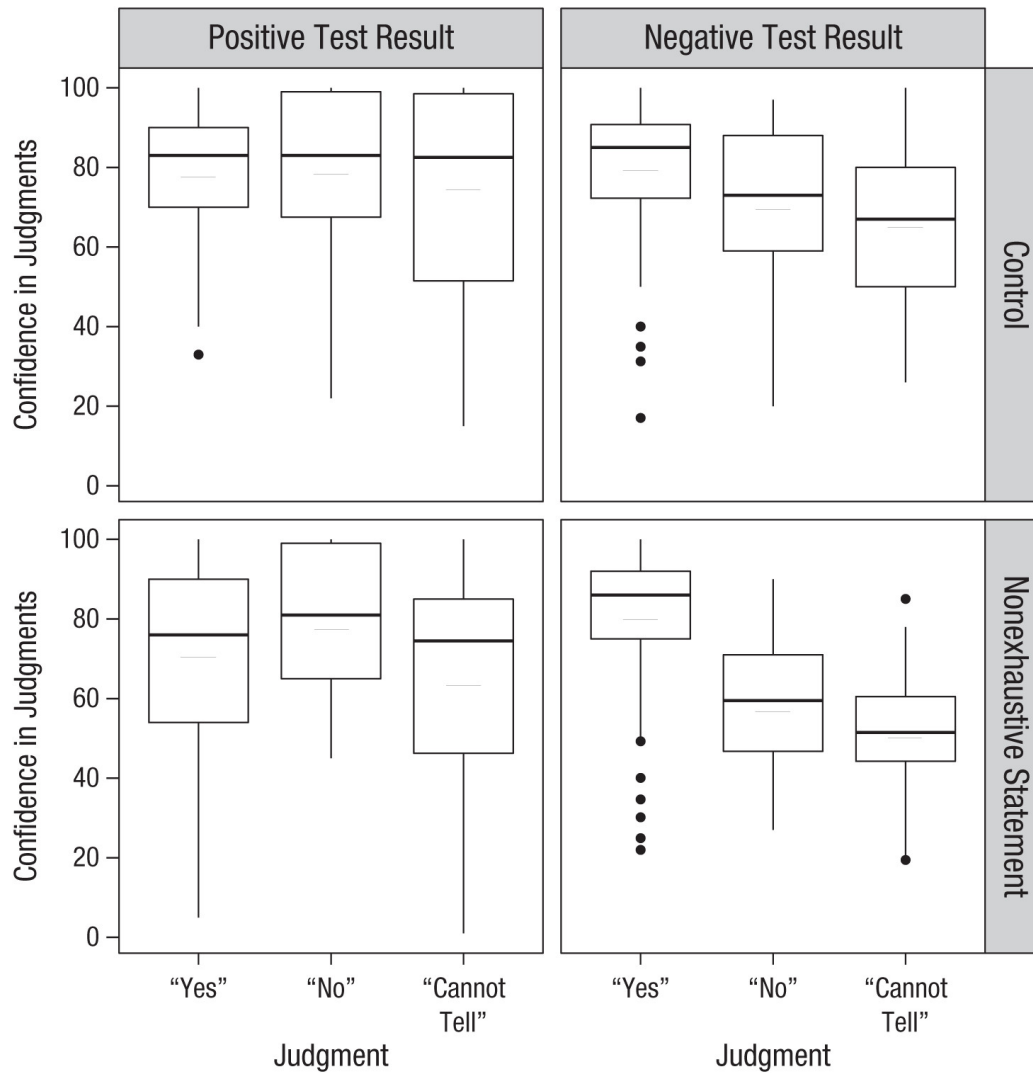 Positive Test Result
Negative Test Result
Confidence in Judgments
100
80
60
40
20
0
Control
Confidence in Judgments
100
80
60
40
20
0
Nonexhaustive Statement
“Yes”
“No”
“Cannot
Tell”
Judgment
“Yes”
“No”
“Cannot
Tell”
Judgment